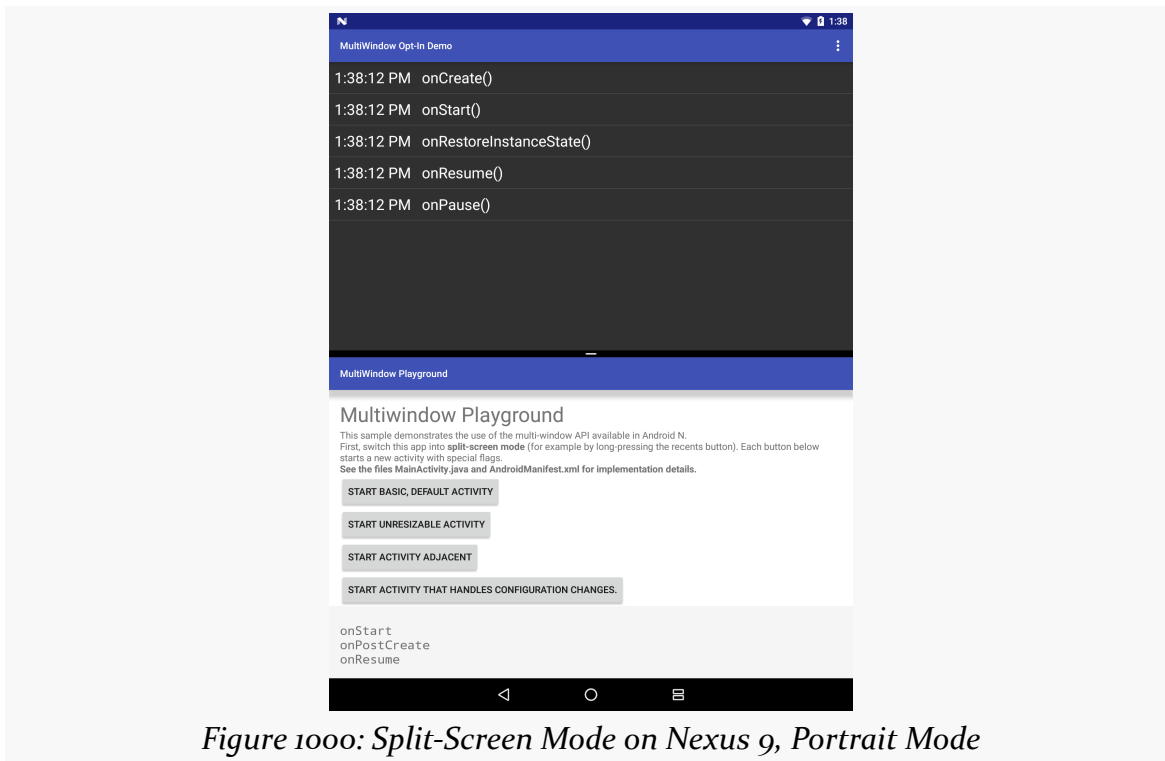 1:38
MultiWindow Opt-In Demo
1:38:12 PM onCreate()
1:38:12 PM onStart()
1:38:12 PM onRestoreInstanceState()
1:38:12 PM onResume()
1:38:12 PM onPause()
MultiWindow Playground
Multiwindow Playground
This sample demonstrates the use of the multi-window API available in Android N.
First, switch this app into split-screen mode (for example by long-pressing the recents button). Each button below
starts a new activity with special flags.
See the files MainActivity.java and AndroidManifest.xml for implementation details.
START BASIC, DEFAULT ACTIVITY
START UNRESIZABLE ACTIVITY
START ACTIVITY ADJACENT
START ACTIVITY THAT HANDLES CONFIGURATION CHANGES.
onStart
onPostCreate
onResume
Figure 1000: Split-Screen Mode on Nexus 9, Portrait Mode